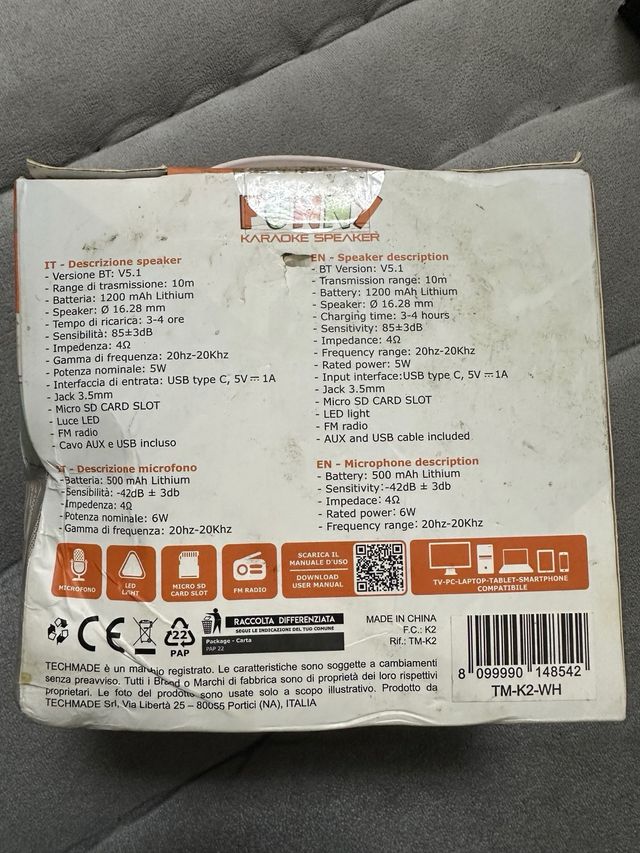 FUNNY
KARAOKE SPEAKER
IT - Descrizione speaker
- Versione BT: V5.1
- Range di trasmissione: 10m
- Batteria: 1200 mAh Lithium
- Speaker: Ø 16.28 mm
- Tempo di ricarica: 3-4 ore
- Sensibilità: 85±3dB
- Impedenza: 4Ω
- Gamma di frequenza: 20hz-20Khz
- Potenza nominale: 5W
- Interfaccia di entrata: USB type C, 5V ⎓ 1A
- Jack 3.5mm
- Micro SD CARD SLOT
- Luce LED
- FM radio
- Cavo AUX e USB incluso
IT - Descrizione microfono
-Batteria: 500 mAh Lithium
-Sensibilità: -42dB ± 3db
-Impedenza: 4Ω
-Potenza nominale: 6W
- Gamma di frequenza: 20hz-20Khz
EN - Speaker description
- BT Version: V5.1
- Transmission range: 10m
- Battery: 1200 mAh Lithium
- Speaker: Ø 16.28 mm
- Charging time: 3-4 hours
- Sensitivity: 85±3dB
- Impedance: 4Ω
- Frequency range: 20hz-20Khz
- Rated power: 5W
- Input interface:USB type C, 5V ⎓ 1A
- Jack 3.5mm
- Micro SD CARD SLOT
- LED light
- FM radio
- AUX and USB cable included
EN - Microphone description
- Battery: 500 mAh Lithium
- Sensitivity:-42dB ± 3db
- Impedace: 4Ω
- Rated power: 6W
- Frequency range: 20hz-20Khz
MICROFONO
LED
LIGHT
MICRO SD
CARD SLOT
FM RADIO
SCARICA IL
MANUALE D'USO
DOWNLOAD
USER MANUAL
TV-PC-LAPTOP-TABLET-SMARTPHONE
COMPATIBILE
CE
22
PAP
RACCOLTA DIFFERENZIATA
SEGUI LE INDICAZIONI DEL TUO COMUNE
Package - Carta
PAP 22
MADE IN CHINA
F.C.: K2
Rif.: TM-K2
TECHMADE è un marchio registrato. Le caratteristiche sono soggette a cambiamenti
senza preavviso. Tutti i Brand o Marchi di fabbrica sono di proprietà dei loro rispettivi
proprietari. Le foto del prodotto sono usate solo a scopo illustrativo. Prodotto da
TECHMADE Srl, Via Libertà 25 – 80055 Portici (NA), ITALIA
8 099990 148542
TM-K2-WH